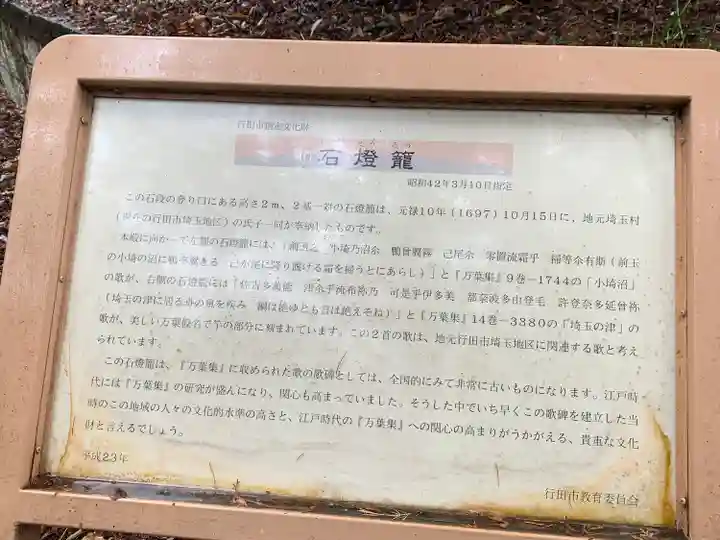 行田市指定文化財
石燈籠
昭和42年3月10日指定
この石段の登り口にある高さ2m、2基一対の石燈籠は、元禄10年(1697)10月15日に、地元埼玉村
(現在の行田市埼玉地区)の氏子一同が奉納したものです。
本殿に向かって左側の石燈籠には、「前玉之 小埼乃沼尓 鴨曽翼霧 己尾尓 零置流霜乎 掃等尓有斯(前玉
の小埼の沼に鴨そ翼きる 己が尾に降り置ける霜を掃うとにあらし)」と『万葉集』9巻-1744の「小埼沼」
の歌が、右側の石燈籠には「佐吉多万能 津尓乎流布祢乃 可是乎伊多美 都奈波多由登毛 許登奈多延曽祢
(埼玉の津に居る舟の風を疾み 綱は絶ゆとも言は絶えそね)」と『万葉集』14巻-3380の「埼玉の津」の
歌が、美しい万葉仮名で竿の部分に刻まれています。この2首の歌は、地元行田市埼玉地区に関連する歌と考え
られています。
この石燈籠は、『万葉集』に収められた歌の歌碑としては、全国的にみて非常に古いものになります。江戸時
代には『万葉集』の研究が盛んになり、関心も高まっていました。そうした中でいち早くこの歌碑を建立した当
時のこの地域の人々の文化的水準の高さと、江戸時代の『万葉集』への関心の高まりがうかがえる、貴重な文化
財と言えるでしょう。
平成23年
行田市教育委員会